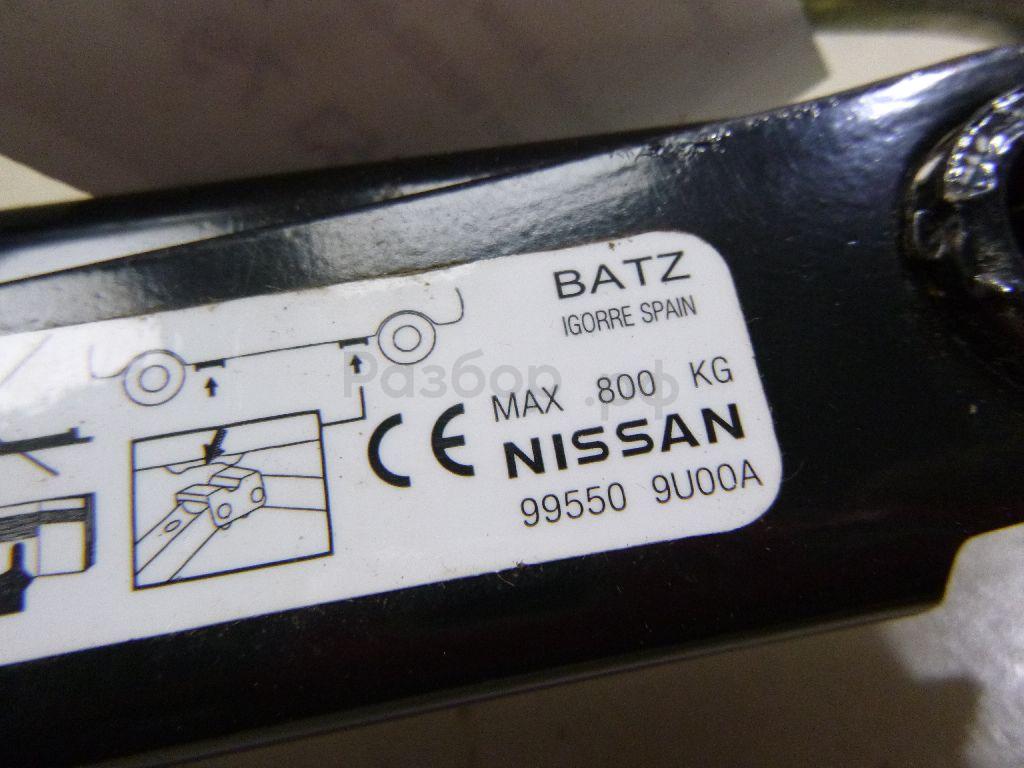 BATZ
IGORRE SPAIN
MAX 800 KG
CE
NISSAN
99550 9U00A
Разбор.рф